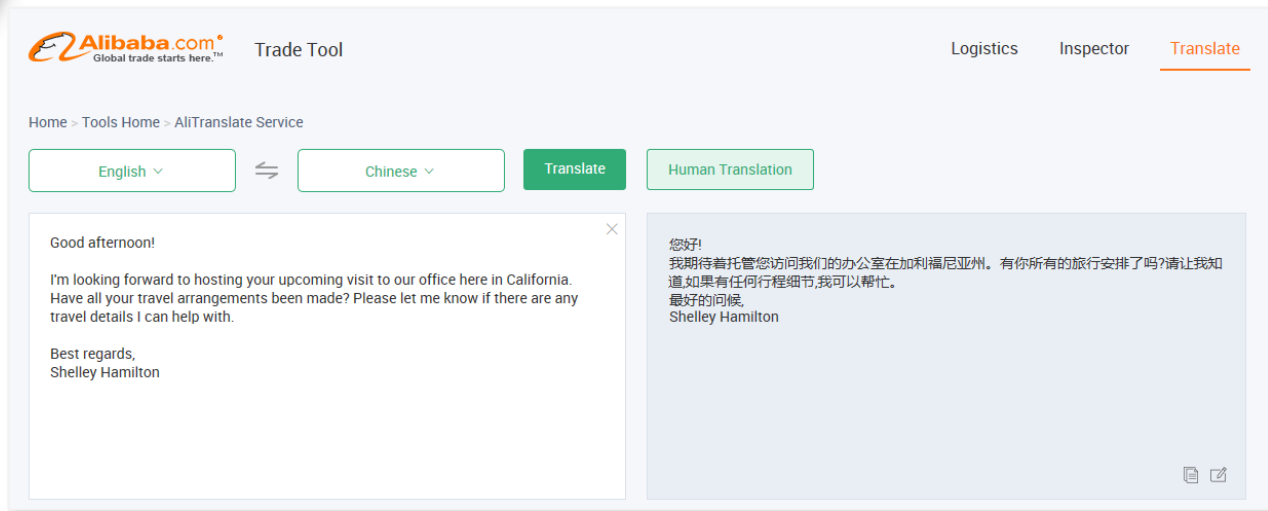 Alibaba.com
Global trade starts here.™
Trade Tool
Logistics
Inspector
Translate
Home > Tools Home > AliTranslate Service
English
Chinese
Translate
Human Translation
Good afternoon!
I'm looking forward to hosting your upcoming visit to our office here in California.
Have all your travel arrangements been made? Please let me know if there are any
travel details I can help with.
Best regards,
Shelley Hamilton
您好!
我期待着托管您访问我们的办公室在加利福尼亚州。有你所有的旅行安排了吗?请让我知
道,如果有任何行程细节,我可以帮忙。
最好的问候,
Shelley Hamilton